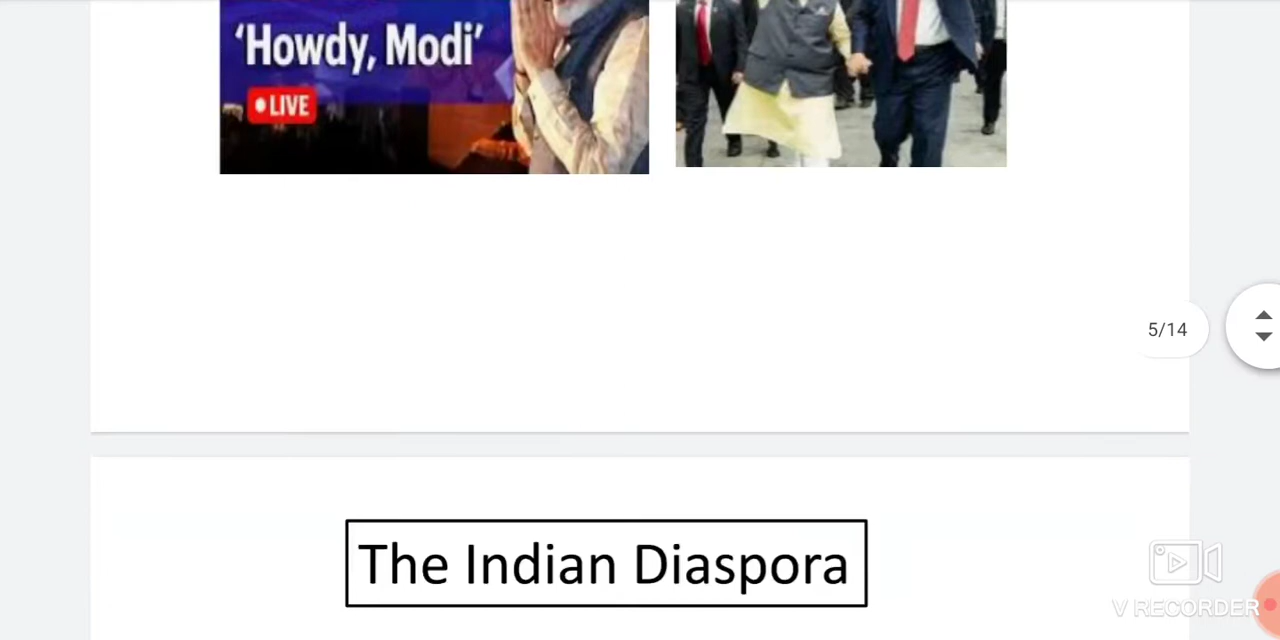 ‘Howdy, Modi’
LIVE
5/14
The Indian Diaspora
V RECORDER